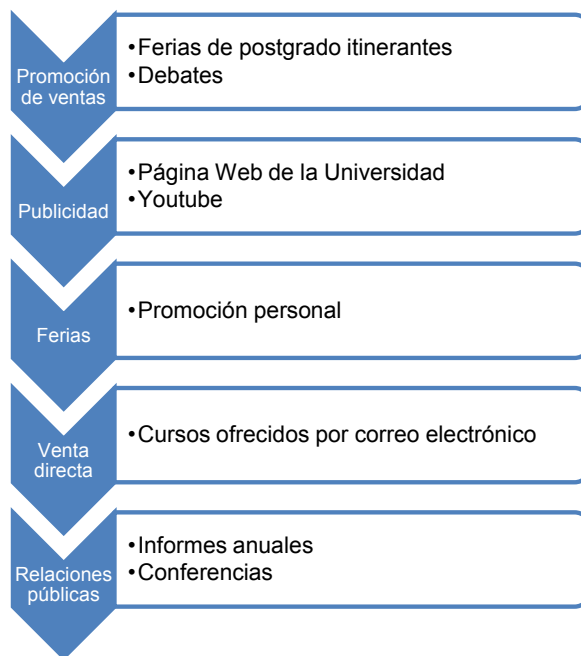 Promoción
de ventas
•Ferias de postgrado itinerantes
•Debates
Publicidad
•Página Web de la Universidad
•Youtube
Ferias
•Promoción personal
Venta
directa
•Cursos ofrecidos por correo electrónico
Relaciones
públicas
•Informes anuales
•Conferencias